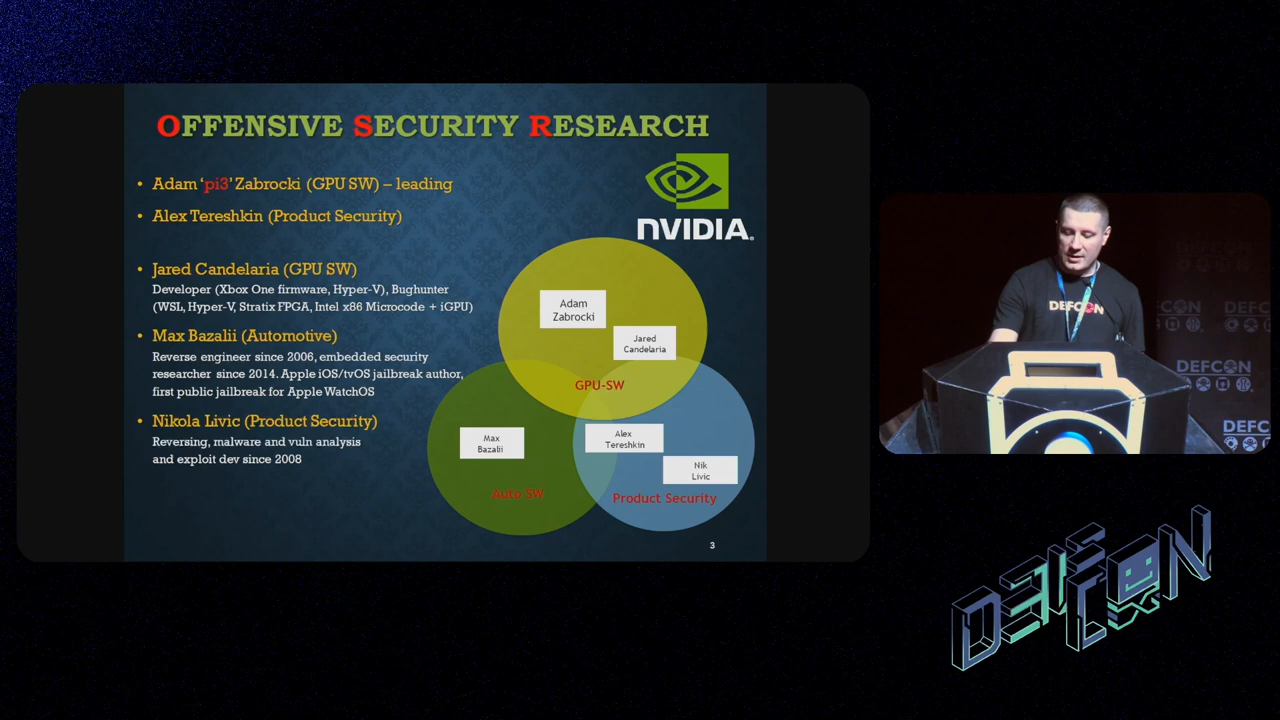 OFFENSIVE SECURITY RESEARCH
• Adam ‘pi3’ Zabrocki (GPU SW) – leading
• Alex Tereshkin (Product Security)
• Jared Candelaria (GPU SW)
Developer (Xbox One firmware, Hyper-V), Bughunter
(WSL, Hyper-V, Stratix FPGA, Intel x86 Microcode + iGPU)
• Max Bazalii (Automotive)
Reverse engineer since 2006, embedded security
researcher since 2014. Apple iOS/tvOS jailbreak author,
first public jailbreak for Apple WatchOS
• Nikola Livic (Product Security)
Reversing, malware and vuln analysis
and exploit dev since 2008
NVIDIA.
Adam
Zabrocki
Jared
Candelaria
GPU-SW
Max
Bazalii
Auto SW
Alex
Tereshkin
Nik
Livic
Product Security
3
DEFCON
DEFCON
DEFC
DEFCON